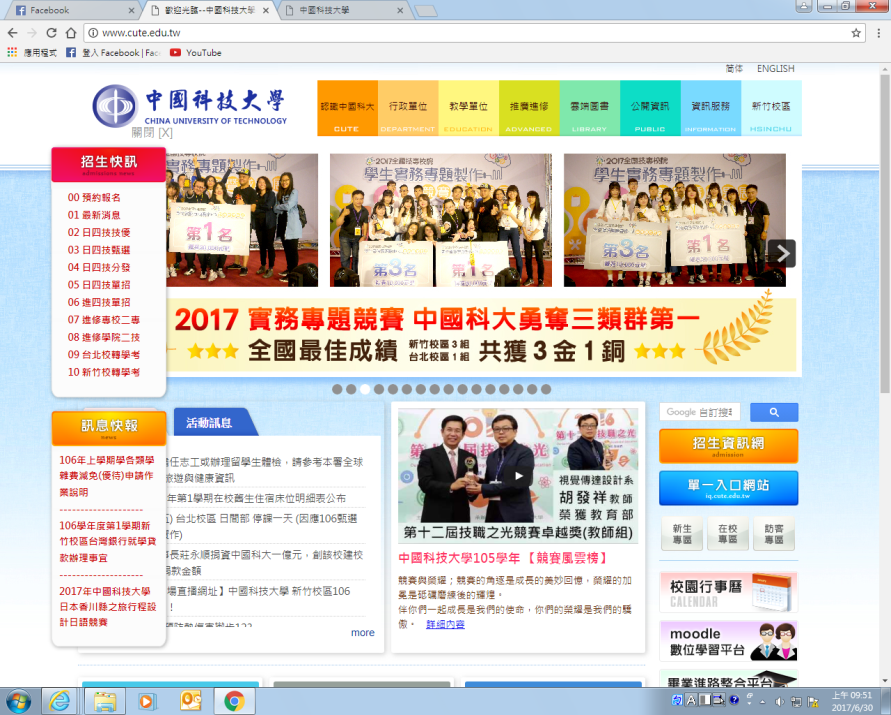 Facebook
歡迎光臨--中國科技大學
中國科技大學
www.cute.edu.tw
應用程式
登入 Facebook | Fac
YouTube
简体 ENGLISH
中國科技大學
CHINA UNIVERSITY OF TECHNOLOGY
關閉 [X]
認識中國科大 行政單位 教學單位 推廣進修 雲端圖書 公開資訊 資訊服務 新竹校區
CUTE DEPARTMENT EDUCATION ADVANCED LIBRARY PUBLIC INFORMATION HSINCHU
招生快訊
admissions news
00 預約報名
01 最新消息
02 日四技技優
03 日四技甄選
04 日四技分發
05 日四技單招
06 進四技單招
07 進修專校二專
08 進修學院二技
09 台北校轉學考
10 新竹校轉學考
實務專題製作
第1名
2017全國技專校院
學生實務專題製作
第3名
第1名
2017全國技專校院
學生實務專題製作
第3名
第1名
2017 實務專題競賽 中國科大勇奪三類群第一
全國最佳成績 新竹校區3組 台北校區1組 共獲3金1銅
訊息快報
news
106年上學期學各類學
雜費減免(優待)申請作
業說明
106學年度第1學期新
竹校區台灣銀行就學貸
款辦理事宜
2017年中國科技大學
日本香川縣之旅行程設
計日語競賽
活動訊息
擔任志工或辦理留學生體檢，請參考本署全球
旅遊與健康資訊
年第1學期在校舊生住宿床位明細表公布
五) 台北校區 日間部 停課一天 (因應106甄選
作)
事長莊永順捐資中國科大一億元，創該校建校
捐款金額
場直播網址】中國科技大學 新竹校區106
！
more
視覺傳達設計系
胡發祥教師
榮獲教育部
第十二屆技職之光競賽卓越獎(教師組)
中國科技大學105學年 【 競賽風雲榜 】
競賽與榮耀；競賽的角逐是成長的美妙回憶，榮耀的加
冕是砥礪磨練後的輝煌。
伴你們一起成長是我們的使命，你們的榮耀是我們的驕
傲。 詳細內容
Google 自訂搜尋
招生資訊網
admission
單一入口網站
iq.cute.edu.tw
新生
專區
在校
專區
訪客
專區
校園行事曆
CALENDAR
moodle
數位學習平台
畢業進路整合平台
上午 09:51
2017/6/30